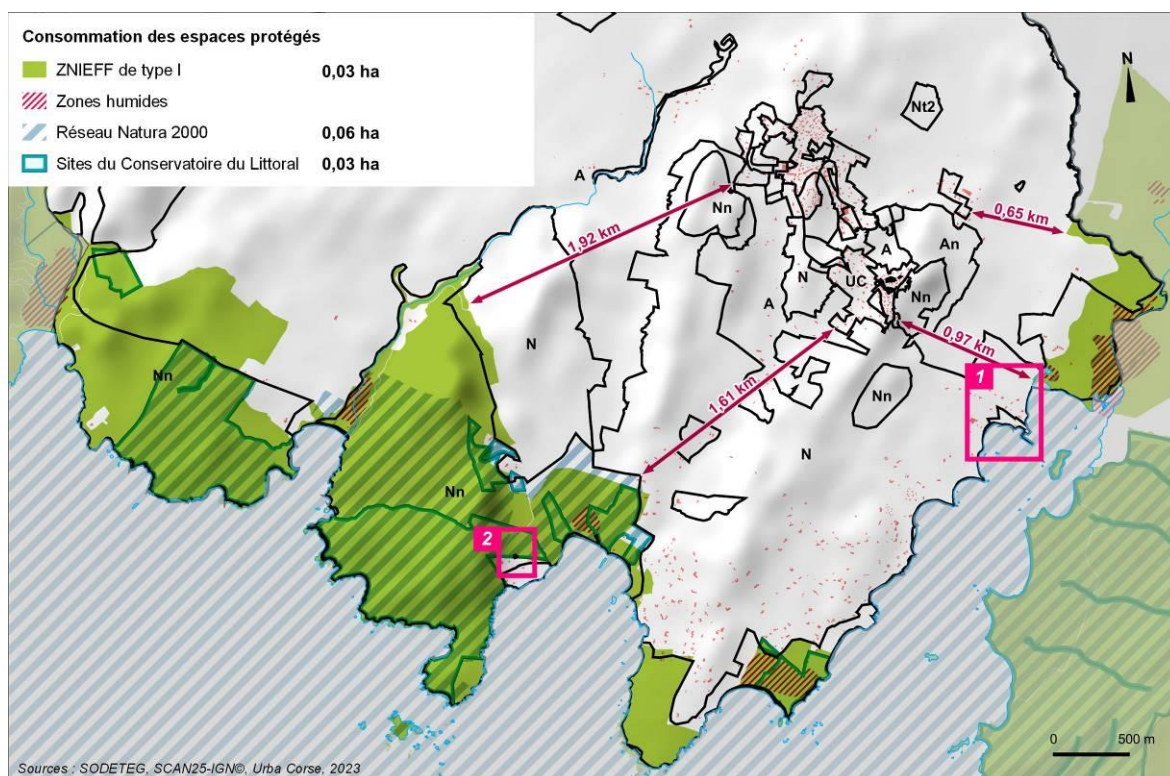 Consommation des espaces protégés
ZNIEFF de type I 0,03 ha
Zones humides
Réseau Natura 2000 0,06 ha
Sites du Conservatoire du Littoral 0,03 ha
N
Nt2
A
Nn
1,92 km
0,65 km
An
A
N
UC
Nn
A
0,97 km
N
1,61 km
1
Nn
Nn
N
Nn
2
0 500 m
Sources : SODETEG, SCAN25-IGN©, Urba Corse, 2023